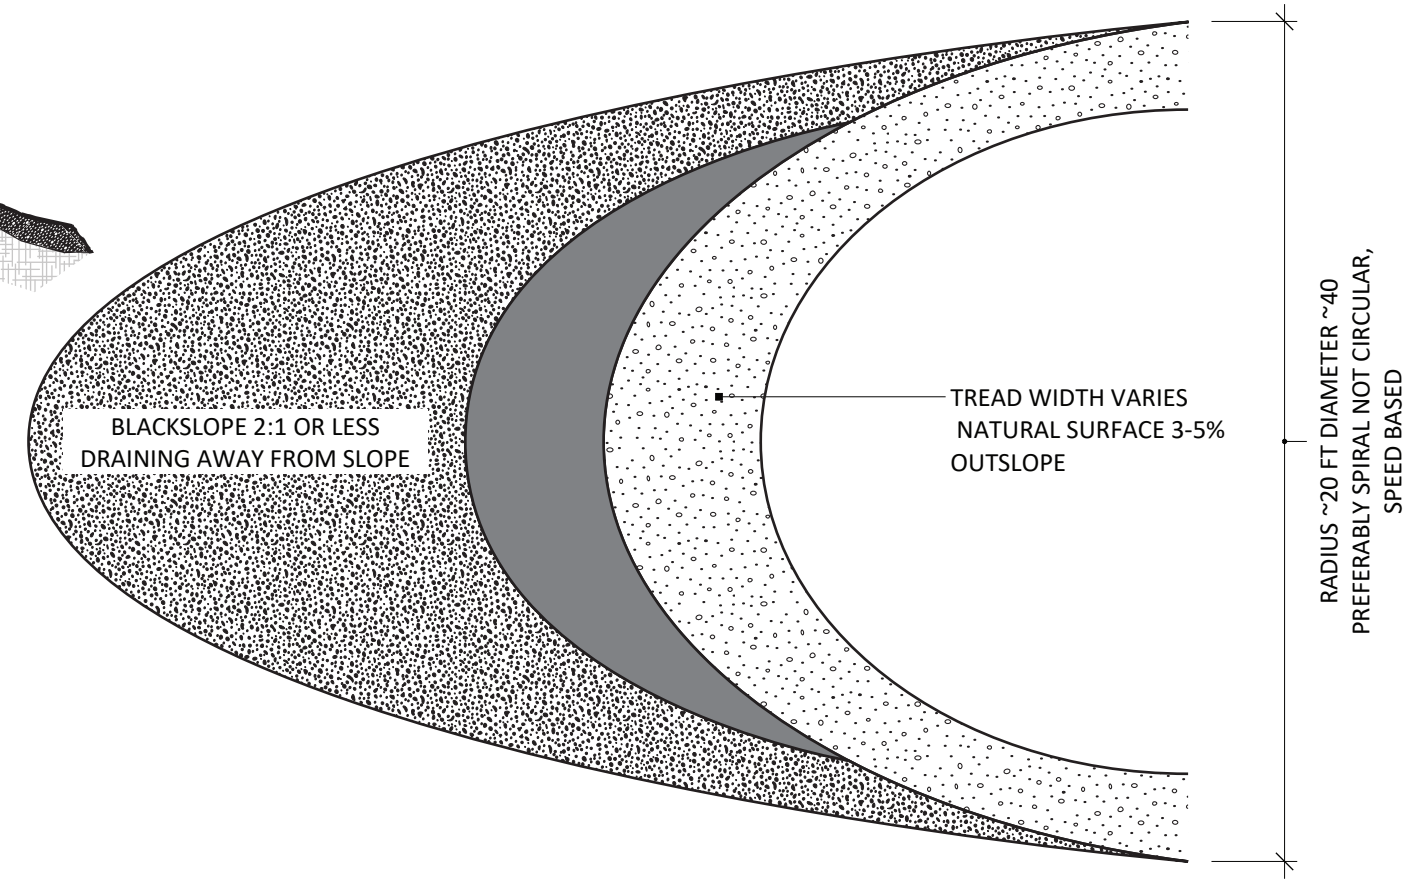 BLACKSLOPE 2:1 OR LESS
DRAINING AWAY FROM SLOPE
TREAD WIDTH VARIES
NATURAL SURFACE 3-5%
OUTSLOPE
RADIUS ~20 FT DIAMETER ~40
PREFERABLY SPIRAL NOT CIRCULAR,
SPEED BASED